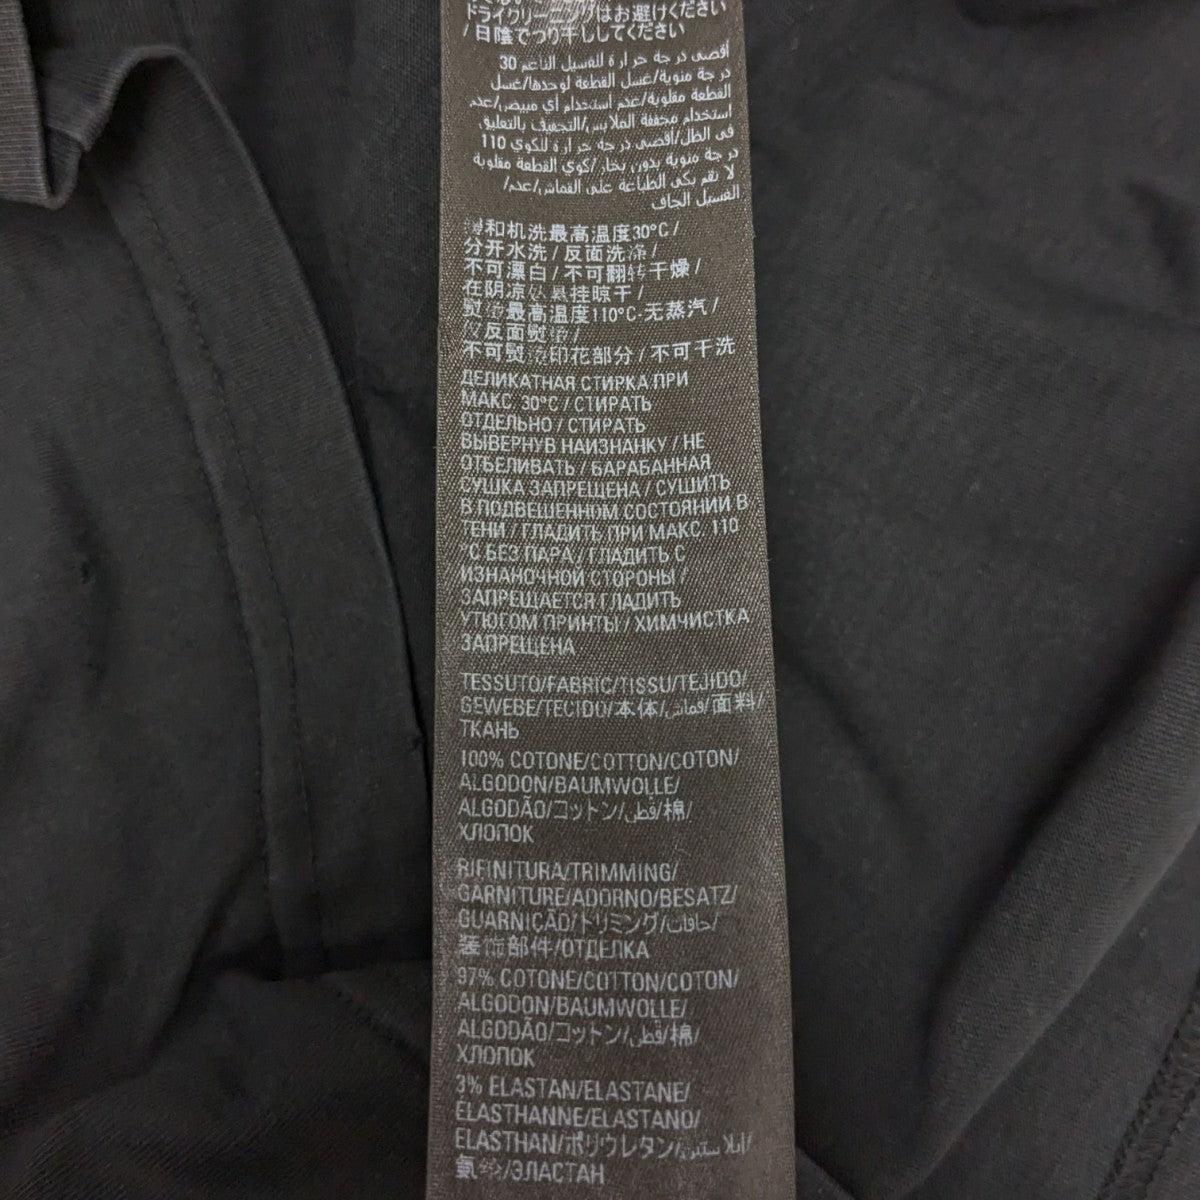 ドライクリーニングはお避けください
/ 日陰でつり干ししてください
أقصى درجة حرارة للغسيل الناعم 30
درجة مئوية/غسل القطعة لوحدها/غسل
القطعة مقلوبة/عدم استخدام أي مبيض/عدم
استخدام مجففة الملابس/التجفيف بالتعليق
في الظل/أقصى درجة حرارة للكوي 110
درجة مئوية بدون بخار/كوي القطعة مقلوبة
لا تقم بكي الطباعة على القماش/عدم/
الغسيل الجاف
缓和机洗最高温度30°C /
分开水洗 / 反面洗涤 /
不可漂白 / 不可翻转干燥 /
在阴凉处悬挂晾干 /
熨烫最高温度110°C-无蒸汽 /
仅反面熨烫 /
不可熨烫印花部分 / 不可干洗
ДЕЛИКАТНАЯ СТИРКА ПРИ
МАКС. 30°C / СТИРАТЬ
ОТДЕЛЬНО / СТИРАТЬ
ВЫВЕРНУВ НАИЗНАНКУ / НЕ
ОТБЕЛИВАТЬ / БАРАБАННАЯ
СУШКА ЗАПРЕЩЕНА / СУШИТЬ
В ПОДВЕШЕННОМ СОСТОЯНИИ В
ТЕНИ / ГЛАДИТЬ ПРИ МАКС. 110
°C БЕЗ ПАРА / ГЛАДИТЬ С
ИЗНАНОЧНОЙ СТОРОНЫ /
ЗАПРЕЩАЕТСЯ ГЛАДИТЬ
УТЮГОМ ПРИНТЫ / ХИМЧИСТКА
ЗАПРЕЩЕНА
TESSUTO/FABRIC/TISSU/TEJIDO/
GEWEBE/TECIDO/本体/قماش/面料/
ТКАНЬ
100% COTONE/COTTON/COTON/
ALGODON/BAUMWOLLE/
ALGODÃO/コットン/قطن/棉/
ХЛОПОК
RIFINITURA/TRIMMING/
GARNITURE/ADORNO/BESATZ/
GUARNIÇÃO/トリミング/حافات/
装饰部件/ОТДЕЛКА
97% COTONE/COTTON/COTON/
ALGODON/BAUMWOLLE/
ALGODÃO/コットン/قطن/棉/
ХЛОПОК
3% ELASTAN/ELASTANE/
ÉLASTHANNE/ELASTANO/
ELASTHAN/ポリウレタン/إيلاستين/
氨纶/ЭЛАСТАН